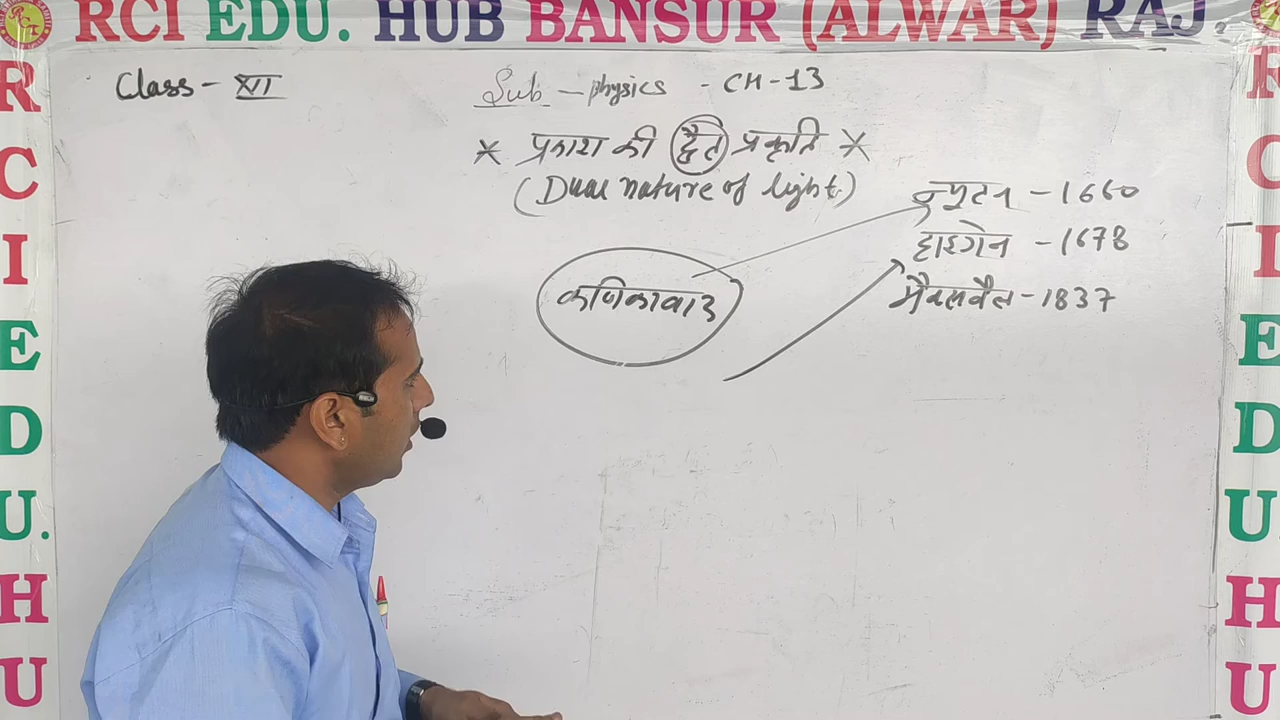 RCI EDU. HUB BANSUR (ALWAR) RAJ.
Class - XII
Sub - physics - CH-13
* प्रकाश की द्वैत प्रकृति *
(Dual nature of light)
न्यूटन - 1660
हाइगेन - 1678
मैक्सवैल - 1837
कणिकावाद
R
C
I
E
D
U.
H
U
R
C
I
E
D
U
H
U